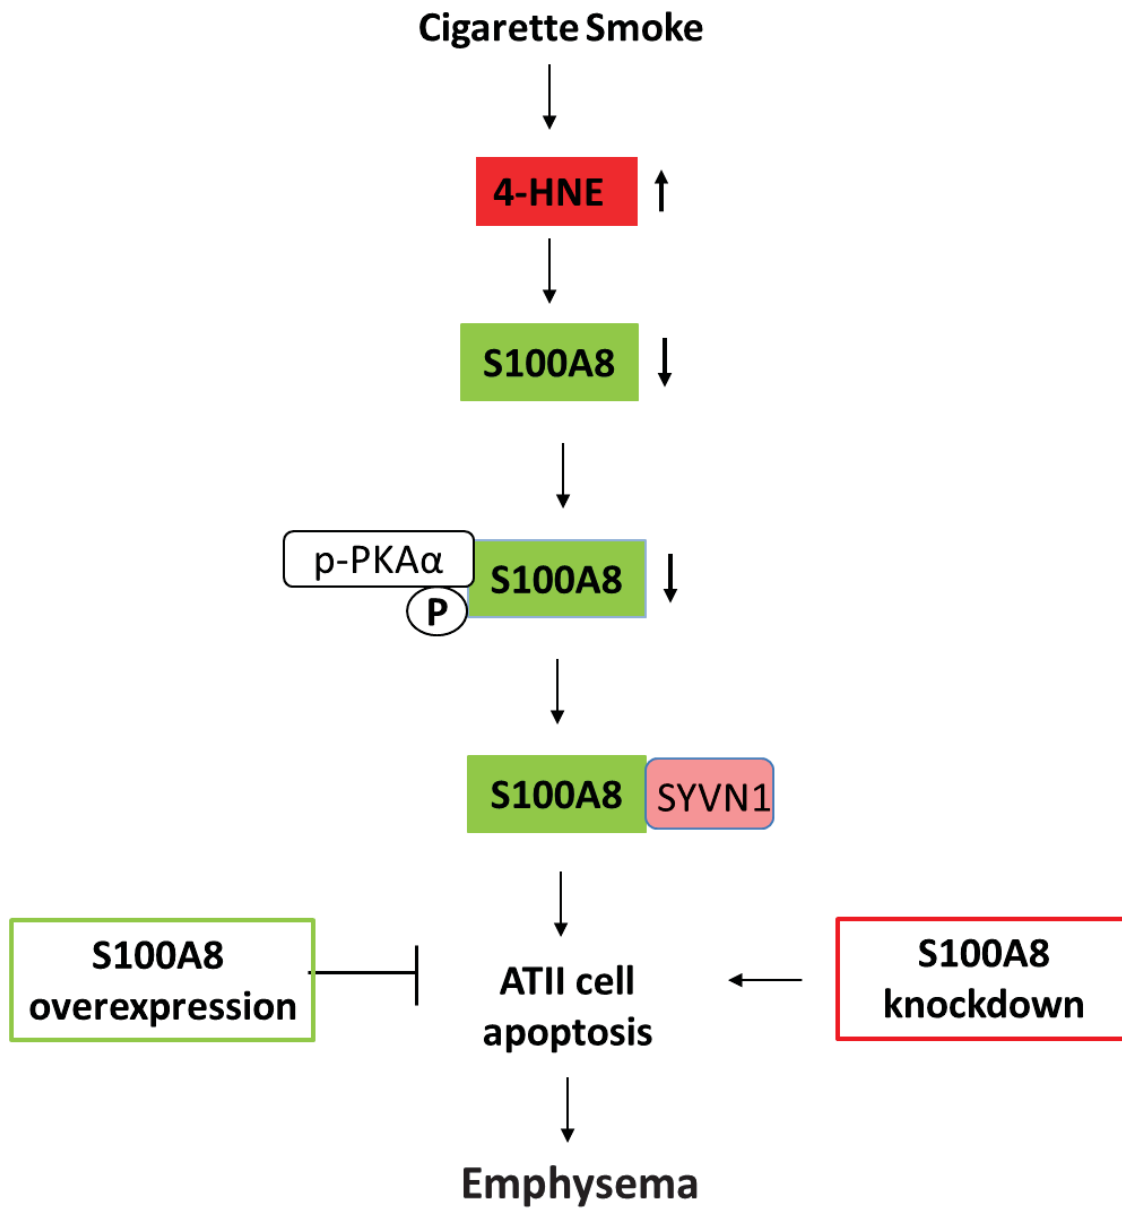 Cigarette Smoke
4-HNE
S100A8
p-PKAα
S100A8
P
S100A8
SYVN1
S100A8
overexpression
ATII cell
apoptosis
S100A8
knockdown
Emphysema